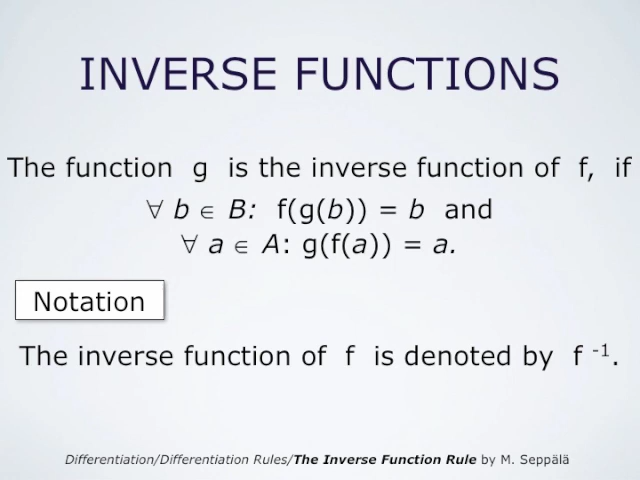 INVERSE FUNCTIONS
The function g is the inverse function of f, if
∀ b ∈ B: f(g(b)) = b and
∀ a ∈ A: g(f(a)) = a.
Notation
The inverse function of f is denoted by f ⁻¹.
Differentiation/Differentiation Rules/The Inverse Function Rule by M. Seppälä